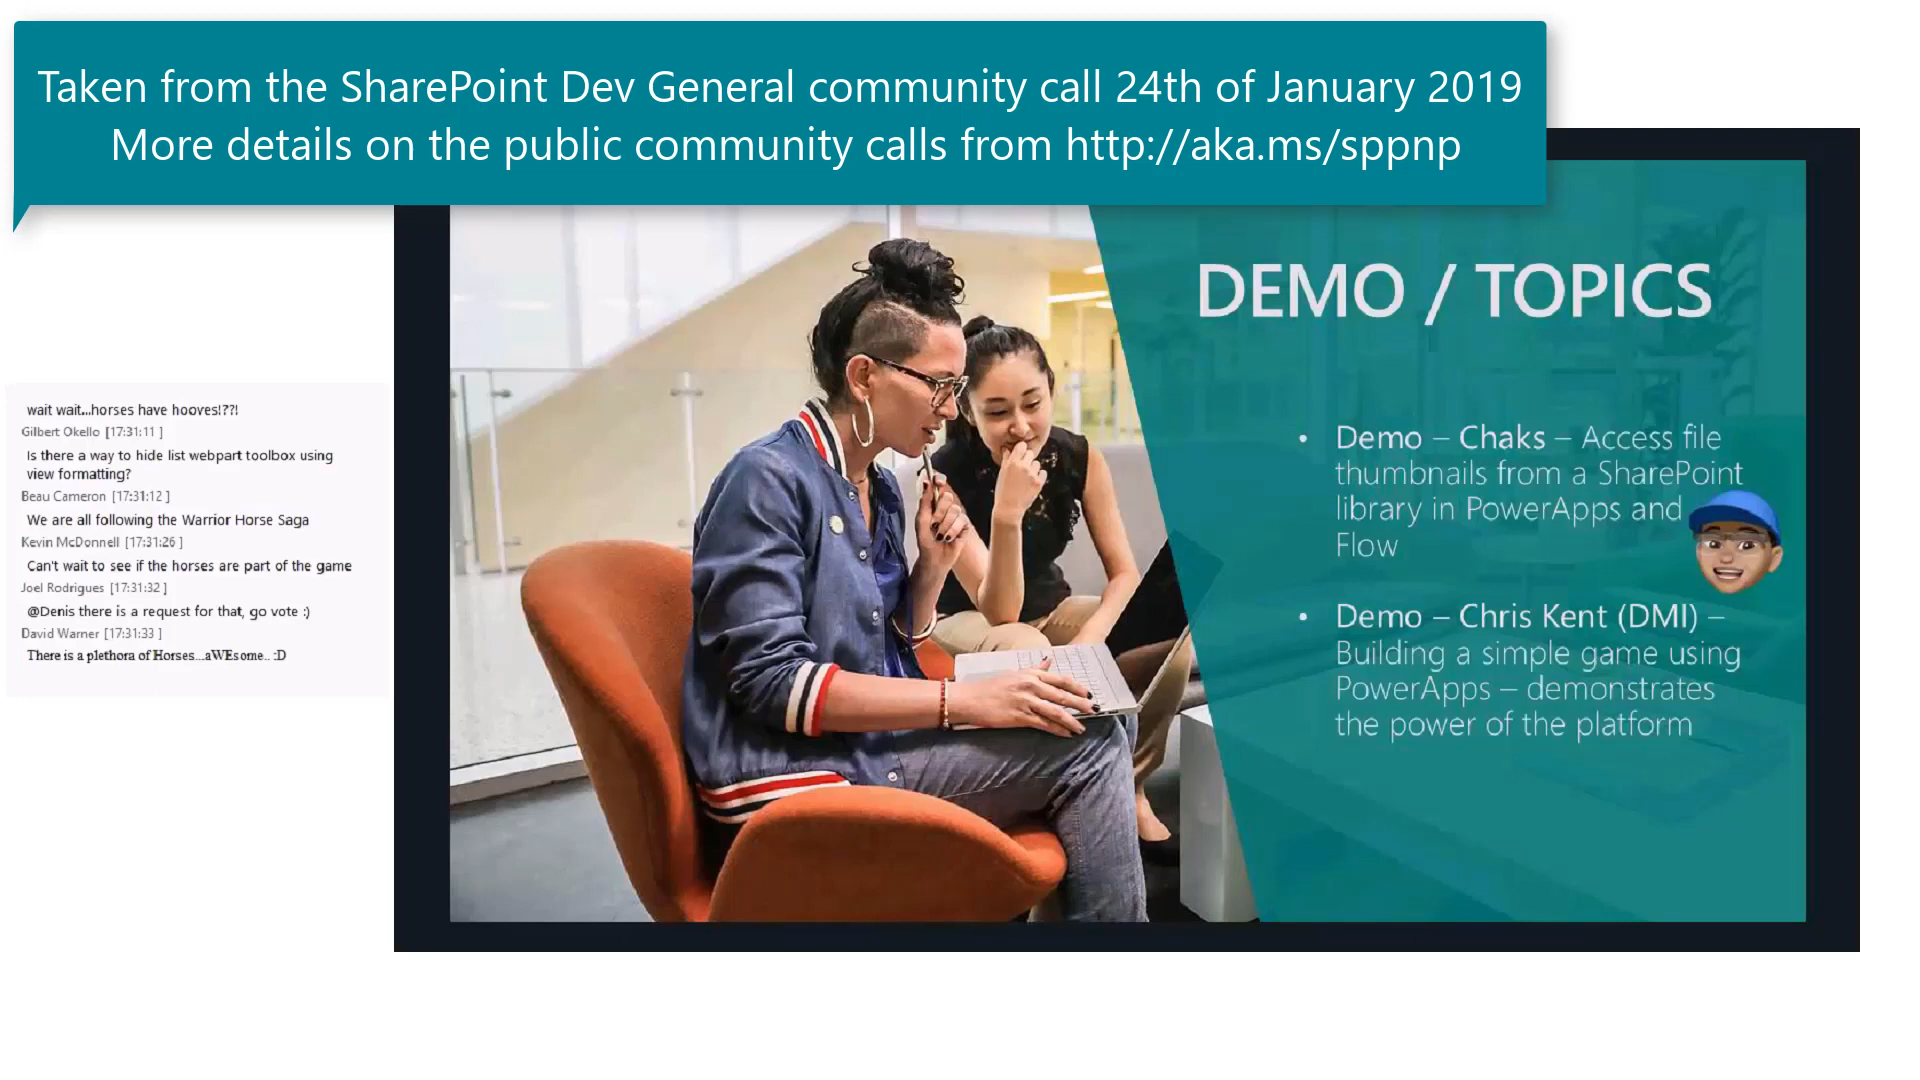 Taken from the SharePoint Dev General community call 24th of January 2019
More details on the public community calls from http://aka.ms/sppnp
wait wait...horses have hooves!??!
Gilbert Okello [17:31:11 ]
Is there a way to hide list webpart toolbox using
view formatting?
Beau Cameron [17:31:12 ]
We are all following the Warrior Horse Saga
Kevin McDonnell [17:31:26 ]
Can't wait to see if the horses are part of the game
Joel Rodrigues [17:31:32 ]
@Denis there is a request for that, go vote :)
David Warner [17:31:33 ]
There is a plethora of Horses...aWEsome.. :D
DEMO / TOPICS
• Demo – Chaks – Access file
thumbnails from a SharePoint
library in PowerApps and
Flow
• Demo – Chris Kent (DMI) –
Building a simple game using
PowerApps – demonstrates
the power of the platform